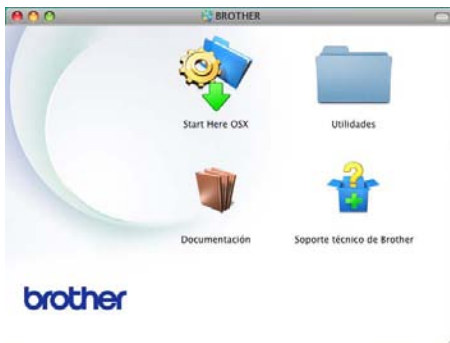 BROTHER
Start Here OSX
Utilidades
Documentación
Soporte técnico de Brother
brother